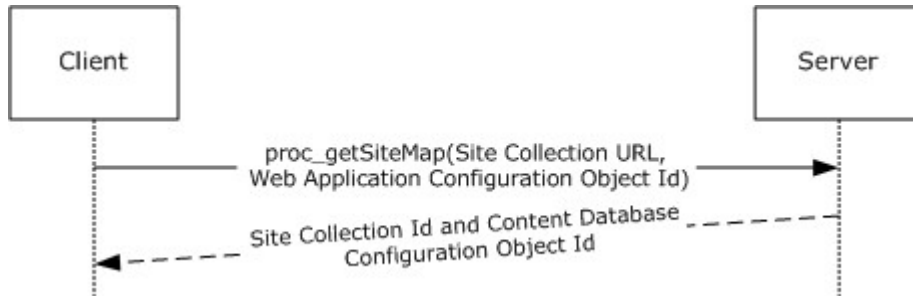 Client
Server
proc_getSiteMap(Site Collection URL,
Web Application Configuration Object Id)
Site Collection Id and Content Database
Configuration Object Id